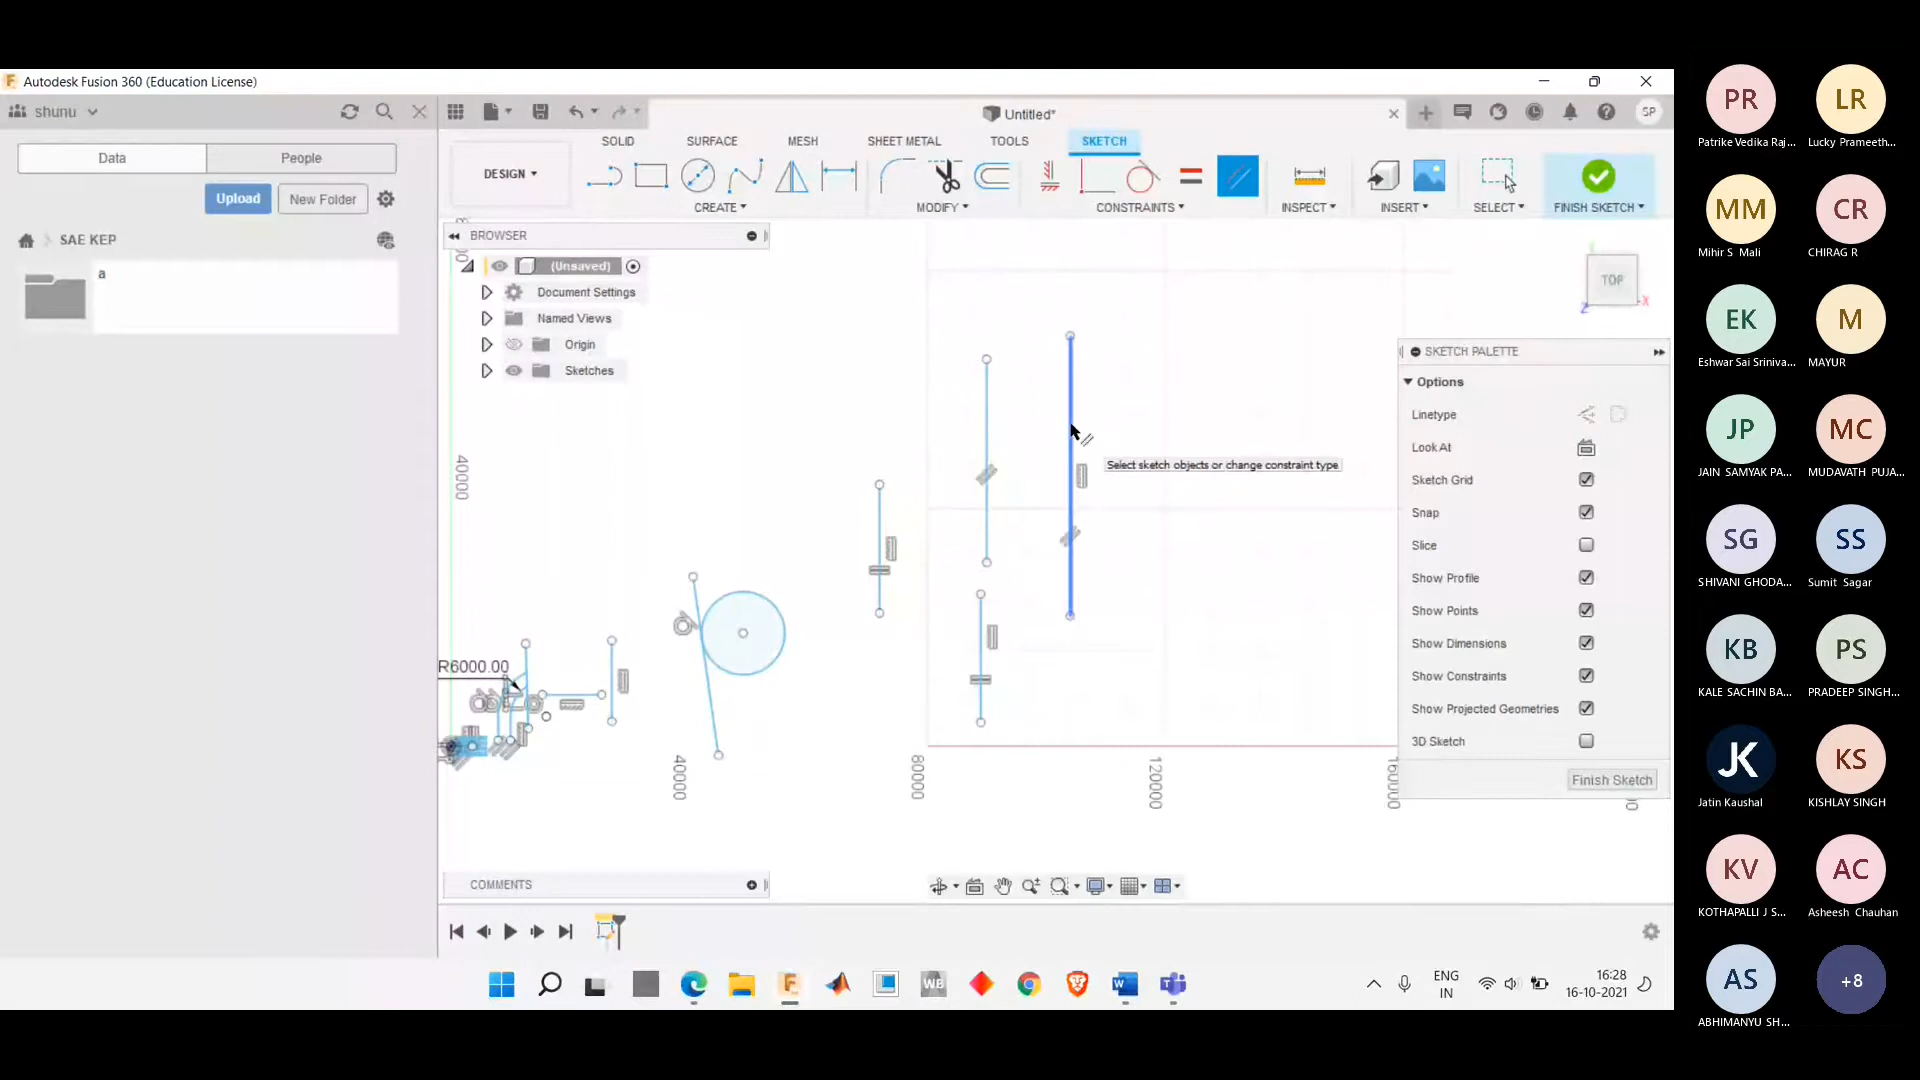 Autodesk Fusion 360 (Education License)
shunu
Untitled*
SP
Data
People
Upload
New Folder
SAE KEP
a
SOLID
SURFACE
MESH
SHEET METAL
TOOLS
SKETCH
DESIGN
CREATE
MODIFY
CONSTRAINTS
INSPECT
INSERT
SELECT
FINISH SKETCH
BROWSER
(Unsaved)
Document Settings
Named Views
Origin
Sketches
TOP
X
Z
Select sketch objects or change constraint type
R6000.00
40000
40000
80000
120000
160000
SKETCH PALETTE
Options
Linetype
Look At
Sketch Grid
Snap
Slice
Show Profile
Show Points
Show Dimensions
Show Constraints
Show Projected Geometries
3D Sketch
Finish Sketch
COMMENTS
WB
ENG
IN
16:28
16-10-2021
PR
Patrike Vedika Raj...
LR
Lucky Prameeth...
MM
Mihir S Mali
CR
CHIRAG R
EK
Eshwar Sai Sriniva...
M
MAYUR
JP
JAIN SAMYAK PA...
MC
MUDAVATH PUJA...
SG
SHIVANI GHODA...
SS
Sumit Sagar
KB
KALE SACHIN BA...
PS
PRADEEP SINGH...
JK
Jatin Kaushal
KS
KISHLAY SINGH
KV
KOTHAPALLI J S...
AC
Asheesh Chauhan
AS
ABHIMANYU SH...
+8